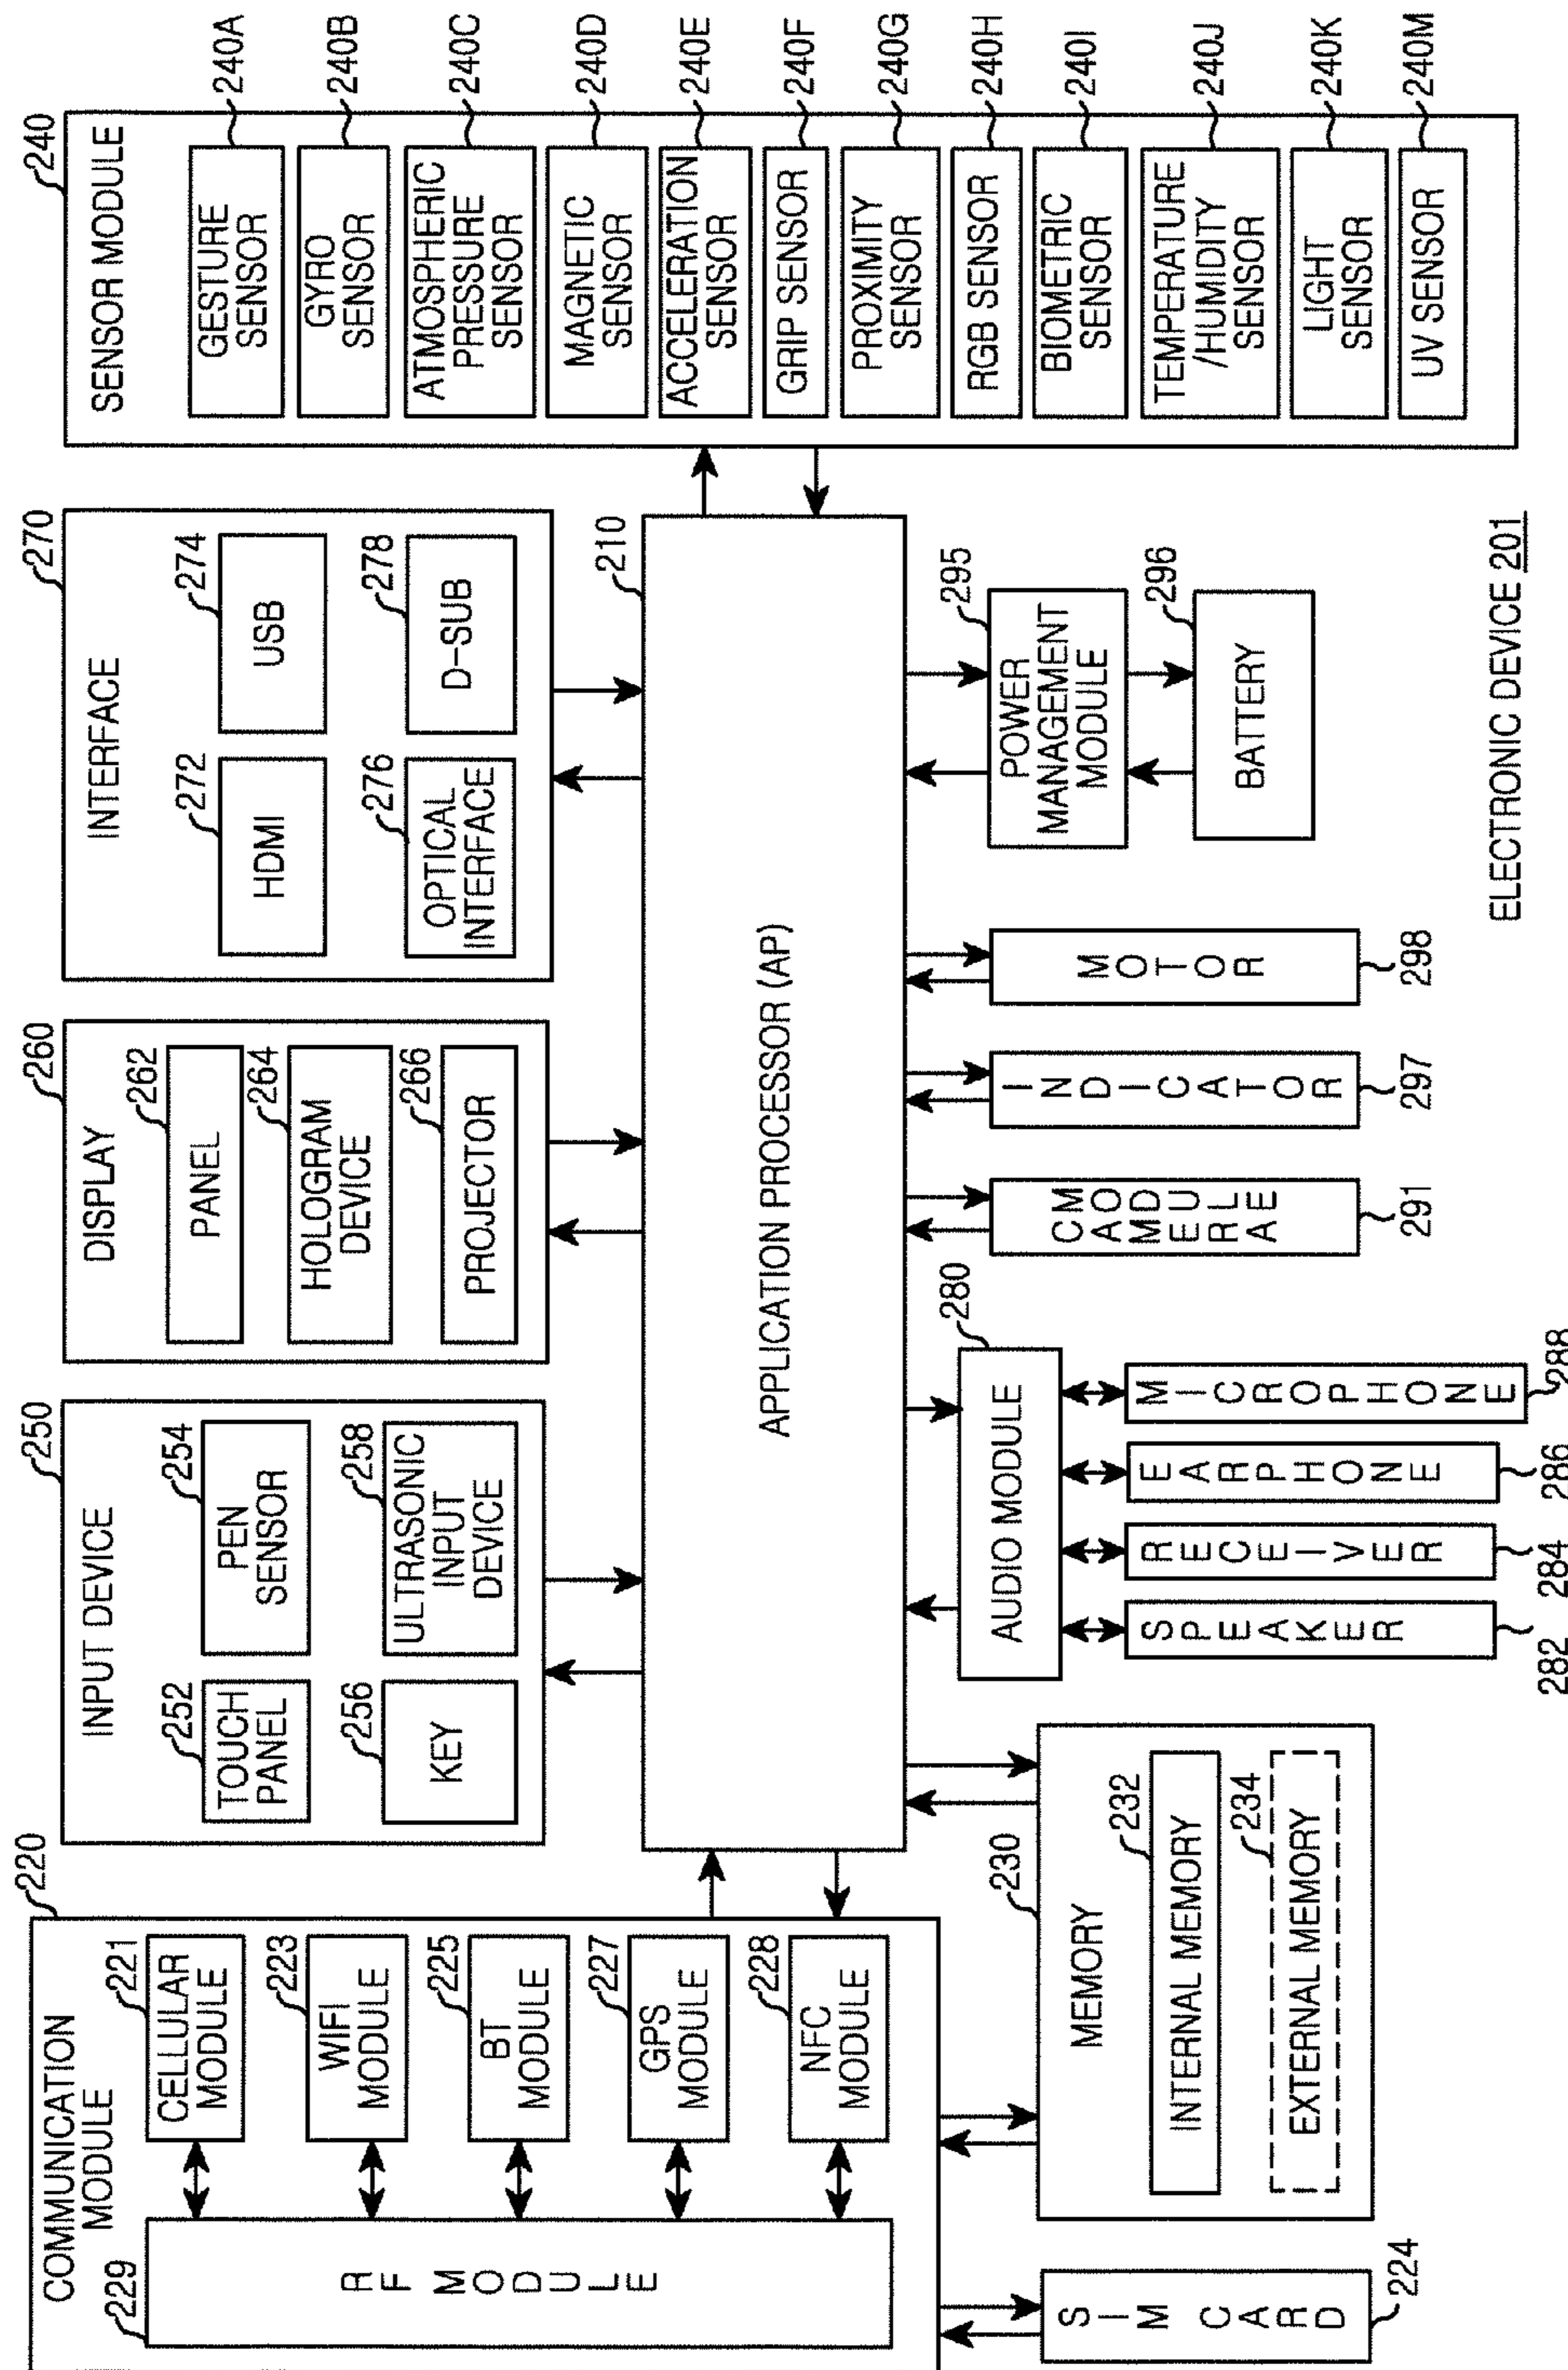 COMMUNICATION
MODULE
220
229
RF MODULE
221
CELLULAR
MODULE
223
WIFI
MODULE
225
BT
MODULE
227
GPS
MODULE
228
NFC
MODULE
SIM CARD
224
INPUT DEVICE
250
252
TOUCH
PANEL
254
PEN
SENSOR
256
KEY
258
ULTRASONIC
INPUT
DEVICE
DISPLAY
260
262
PANEL
264
HOLOGRAM
DEVICE
266
PROJECTOR
INTERFACE
270
272
HDMI
274
USB
276
OPTICAL
INTERFACE
278
D-SUB
240
SENSOR MODULE
GESTURE
SENSOR
240A
GYRO
SENSOR
240B
ATMOSPHERIC
PRESSURE
SENSOR
240C
MAGNETIC
SENSOR
240D
ACCELERATION
SENSOR
240E
GRIP SENSOR
240F
PROXIMITY
SENSOR
240G
RGB SENSOR
240H
BIOMETRIC
SENSOR
240I
TEMPERATURE
/HUMIDITY
SENSOR
240J
LIGHT
SENSOR
240K
UV SENSOR
240M
210
APPLICATION PROCESSOR (AP)
230
MEMORY
232
INTERNAL MEMORY
234
EXTERNAL MEMORY
280
AUDIO MODULE
SPEAKER
282
RECEIVER
284
EARPHONE
286
MICROPHONE
288
CAMERA
MODULE
291
INDICATOR
297
MOTOR
298
295
POWER
MANAGEMENT
MODULE
296
BATTERY
ELECTRONIC DEVICE 201